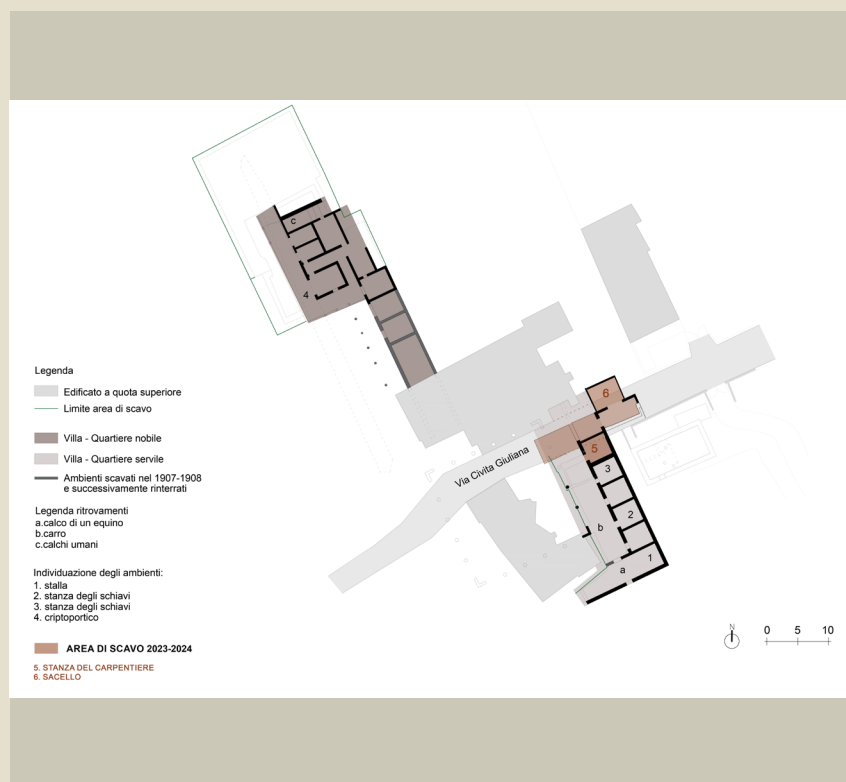 c
4
6
5
Via Civita Giuliana
3
2
b
1
a
Legenda
Edificato a quota superiore
Limite area di scavo
Villa - Quartiere nobile
Villa - Quartiere servile
Ambienti scavati nel 1907-1908
e successivamente rinterrati
Legenda ritrovamenti
a.calco di un equino
b.carro
c.calchi umani
Individuazione degli ambienti:
1. stalla
2. stanza degli schiavi
3. stanza degli schiavi
4. criptoportico
AREA DI SCAVO 2023-2024
5. STANZA DEL CARPENTIERE
6. SACELLO
N
0 5 10